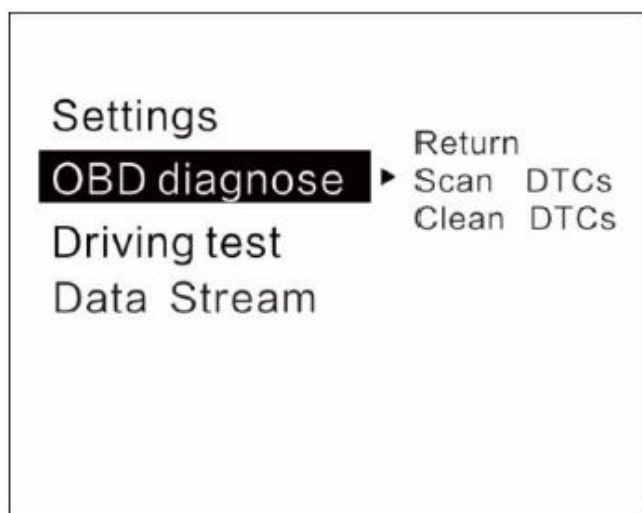 Settings
OBD diagnose
Driving test
Data Stream
Return
Scan DTCs
Clean DTCs